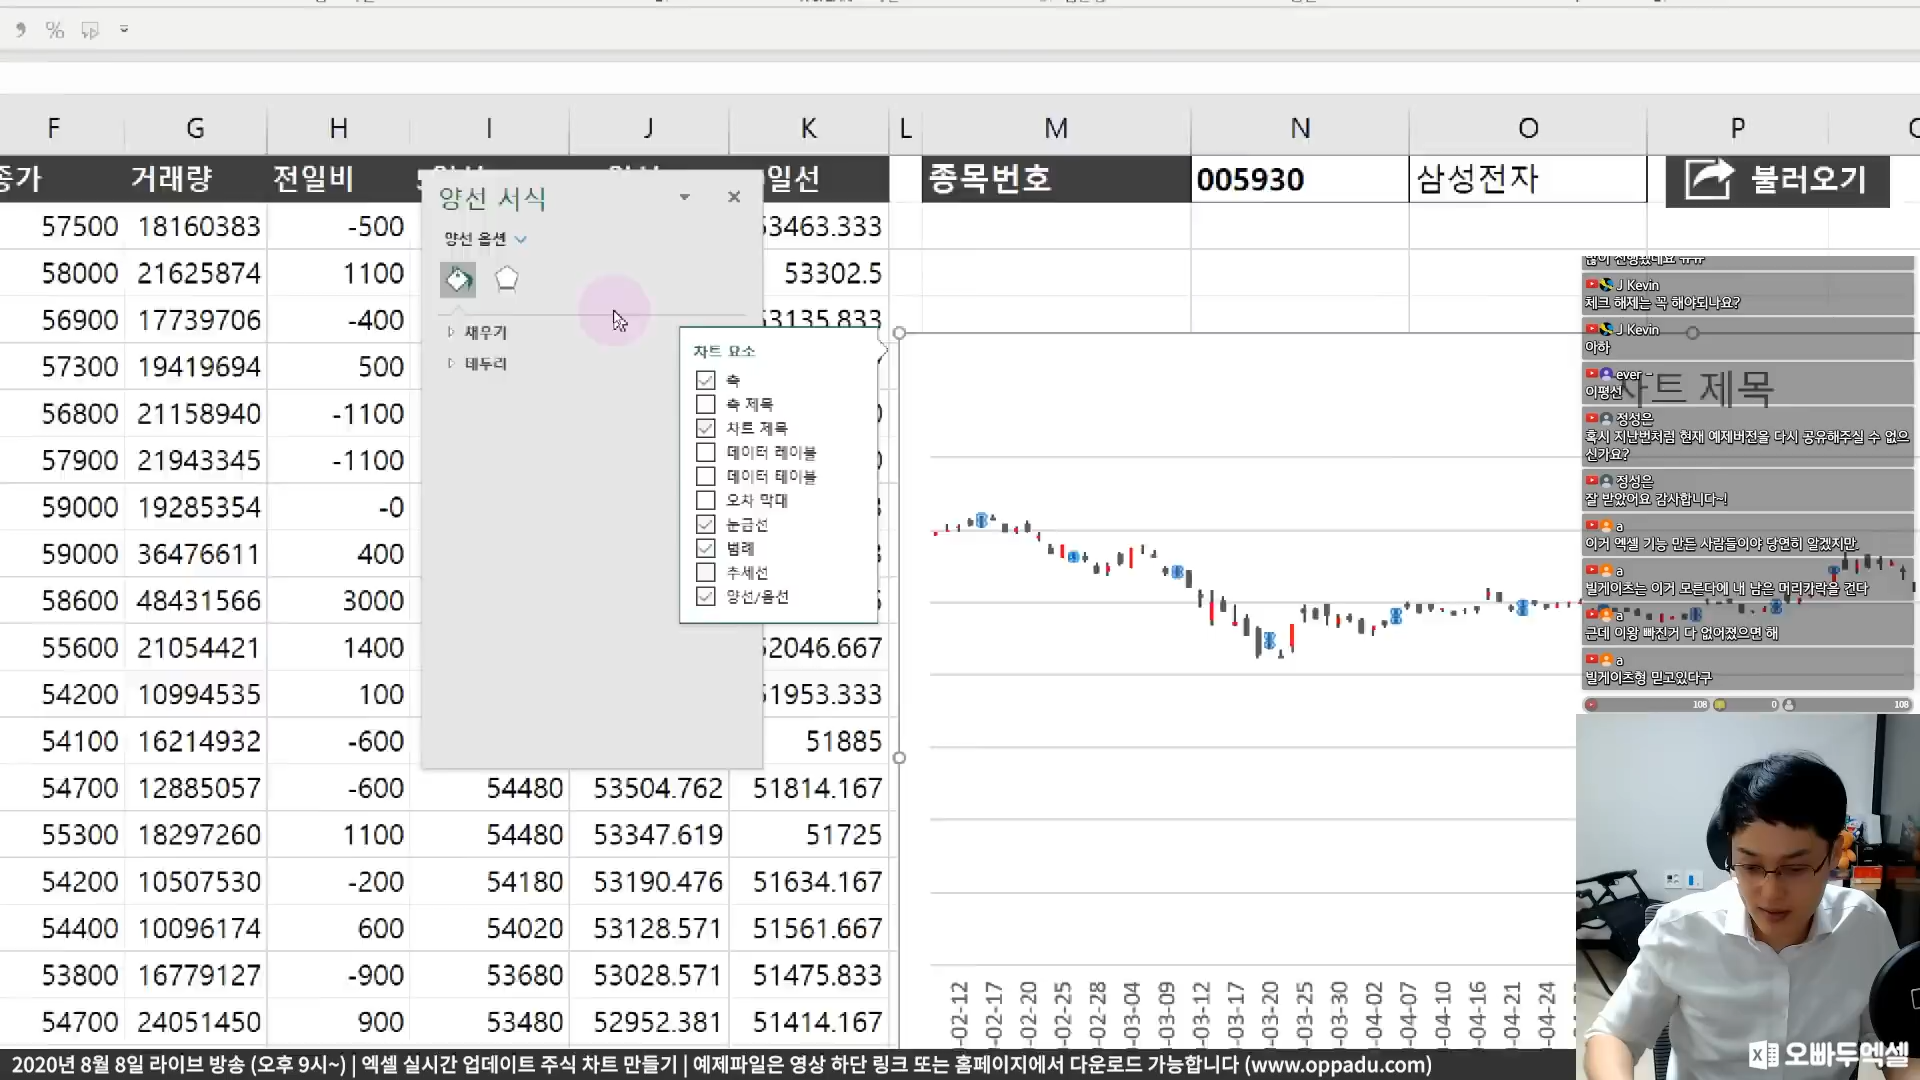 F G H I J K L M N O P
종가 거래량 전일비 일선 종목번호 005930 삼성전자 불러오기
57500 18160383 -500 53463.333
58000 21625874 1100 53302.5
56900 17739706 -400 53135.833
57300 19419694 500
56800 21158940 -1100
57900 21943345 -1100
59000 19285354 -0
59000 36476611 400
58600 48431566 3000
55600 21054421 1400 52046.667
54200 10994535 100 51953.333
54100 16214932 -600 51885
54700 12885057 -600 54480 53504.762 51814.167
55300 18297260 1100 54480 53347.619 51725
54200 10507530 -200 54180 53190.476 51634.167
54400 10096174 600 54020 53128.571 51561.667
53800 16779127 -900 53680 53028.571 51475.833
54700 24051450 900 53480 52952.381 51414.167
양선 서식
양선 옵션
채우기
테두리
차트 요소
축
축 제목
차트 제목
데이터 레이블
데이터 테이블
오차 막대
눈금선
범례
추세선
양선/음선
차트 제목
J Kevin
체크 해제는 꼭 해야되나요?
J Kevin
아하
ever -
이평선
정성은
혹시 지난번처럼 현재 예제버전을 다시 공유해주실 수 없으
신가요?
정성은
잘 받았어요 감사합니다~!
a
이거 엑셀 기능 만든 사람들이야 당연히 알겠지만
a
빌게이츠는 이거 모른다에 내 남은 머리카락을 건다
a
근데 이왕 빠진거 다 없어졌으면 해
a
빌게이츠형 믿고있다구
108 0 108
02-12 02-17 02-20 02-25 02-28 03-04 03-09 03-12 03-17 03-20 03-25 03-30 04-02 04-07 04-10 04-16 04-21 04-24
2020년 8월 8일 라이브 방송 (오후 9시~) | 엑셀 실시간 업데이트 주식 차트 만들기 | 예제파일은 영상 하단 링크 또는 홈페이지에서 다운로드 가능합니다 (www.oppadu.com)
오빠두엑셀